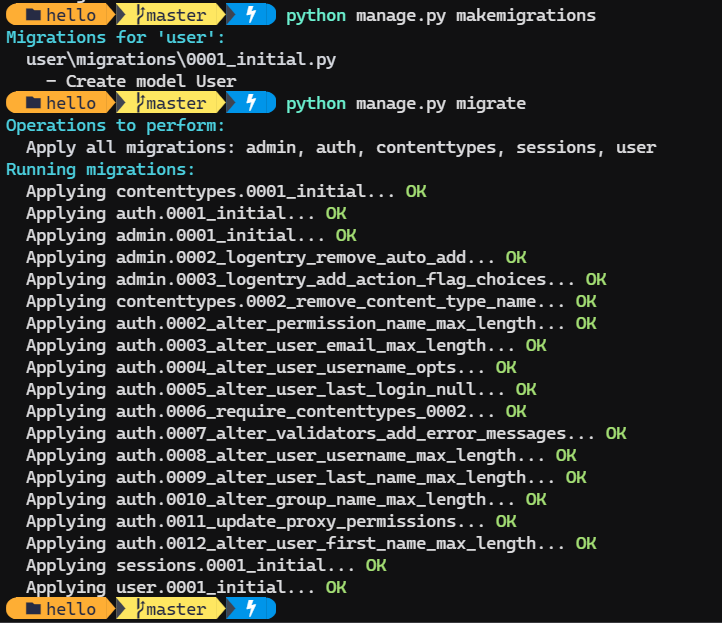 hello master python manage.py makemigrations
Migrations for 'user':
user\migrations\0001_initial.py
- Create model User
hello master python manage.py migrate
Operations to perform:
Apply all migrations: admin, auth, contenttypes, sessions, user
Running migrations:
Applying contenttypes.0001_initial... OK
Applying auth.0001_initial... OK
Applying admin.0001_initial... OK
Applying admin.0002_logentry_remove_auto_add... OK
Applying admin.0003_logentry_add_action_flag_choices... OK
Applying contenttypes.0002_remove_content_type_name... OK
Applying auth.0002_alter_permission_name_max_length... OK
Applying auth.0003_alter_user_email_max_length... OK
Applying auth.0004_alter_user_username_opts... OK
Applying auth.0005_alter_user_last_login_null... OK
Applying auth.0006_require_contenttypes_0002... OK
Applying auth.0007_alter_validators_add_error_messages... OK
Applying auth.0008_alter_user_username_max_length... OK
Applying auth.0009_alter_user_last_name_max_length... OK
Applying auth.0010_alter_group_name_max_length... OK
Applying auth.0011_update_proxy_permissions... OK
Applying auth.0012_alter_user_first_name_max_length... OK
Applying sessions.0001_initial... OK
Applying user.0001_initial... OK
hello master